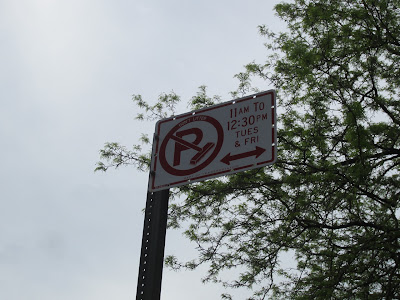 P
11AM TO
12:30PM
TUES
& FRI